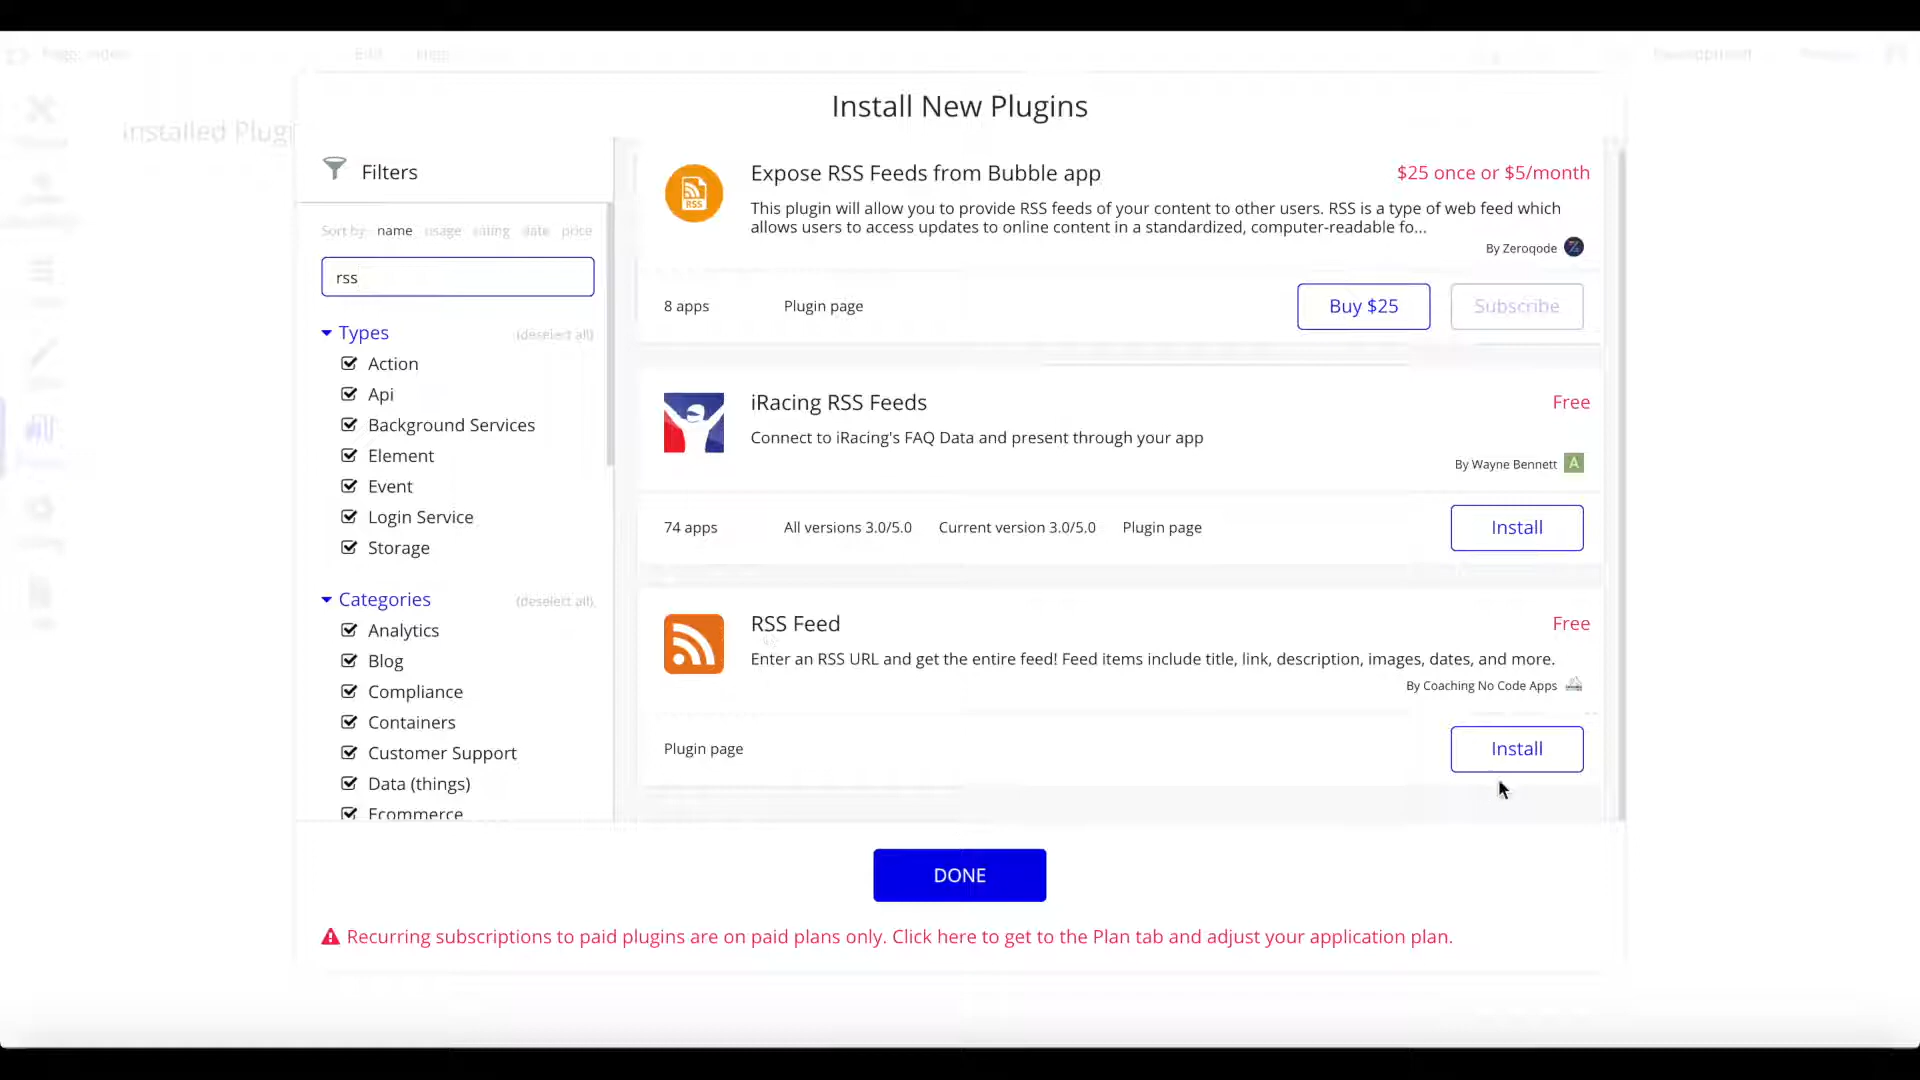 Edit
Installed Plugi
Install New Plugins
Filters
Sort by name usage rating date price
rss
Types (deselect all)
Action
Api
Background Services
Element
Event
Login Service
Storage
Categories (deselect all)
Analytics
Blog
Compliance
Containers
Customer Support
Data (things)
Ecommerce
RSS
Expose RSS Feeds from Bubble app $25 once or $5/month
This plugin will allow you to provide RSS feeds of your content to other users. RSS is a type of web feed which
allows users to access updates to online content in a standardized, computer-readable fo...
By Zeroqode
8 apps Plugin page Buy $25 Subscribe
iRacing RSS Feeds Free
Connect to iRacing's FAQ Data and present through your app
By Wayne Bennett A
74 apps All versions 3.0/5.0 Current version 3.0/5.0 Plugin page Install
RSS Feed Free
Enter an RSS URL and get the entire feed! Feed items include title, link, description, images, dates, and more.
By Coaching No Code Apps
Plugin page Install
DONE
Recurring subscriptions to paid plugins are on paid plans only. Click here to get to the Plan tab and adjust your application plan.